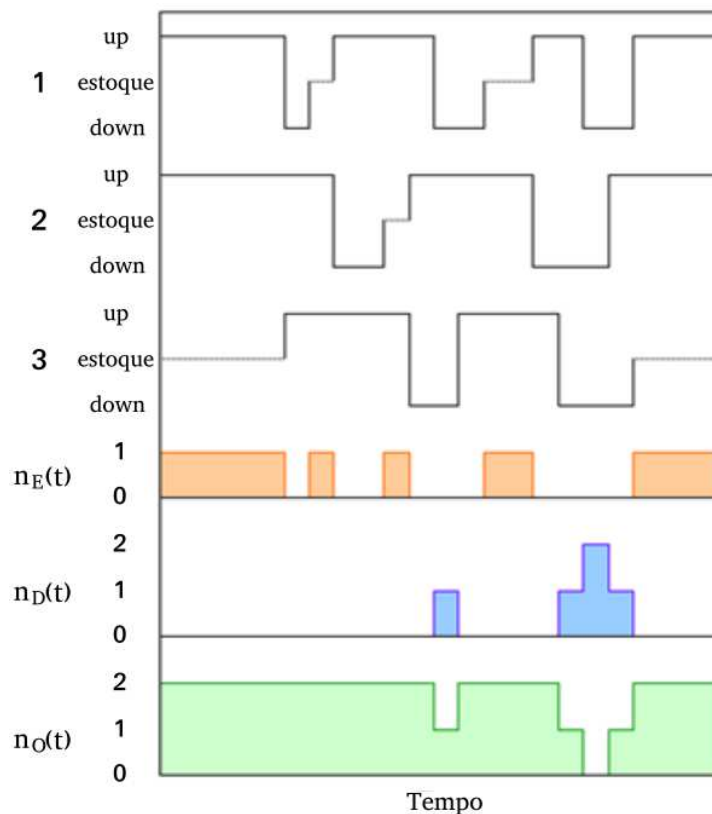 up
1 estoque
down
up
2 estoque
down
up
3 estoque
down
1
n_E(t)
0
2
n_D(t) 1
0
2
n_O(t) 1
0
Tempo